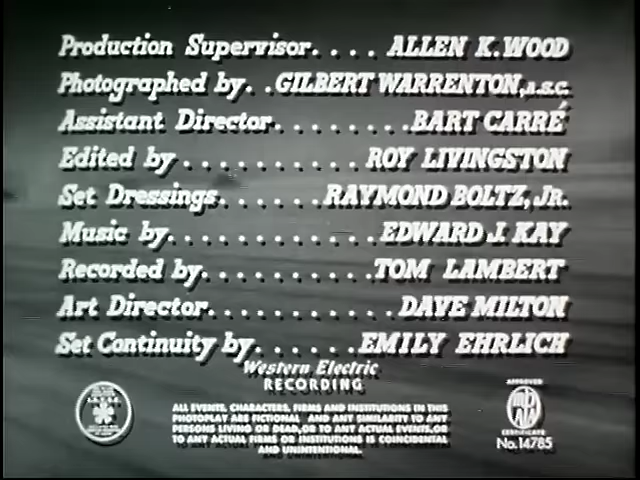 Production Supervisor.... ALLEN K. WOOD
Photographed by. .GILBERT WARRENTON, A.S.C.
Assistant Director........BART CARRÉ
Edited by...........ROY LIVINGSTON
Set Dressings......RAYMOND BOLTZ, JR.
Music by............EDWARD J. KAY
Recorded by..........TOM LAMBERT
Art Director...........DAVE MILTON
Set Continuity by......EMILY EHRLICH
Western Electric
RECORDING
ALL EVENTS, CHARACTERS, FIRMS AND INSTITUTIONS IN THIS
PHOTOPLAY ARE FICTIONAL AND ANY SIMILARITY TO ANY
PERSONS LIVING OR DEAD, OR TO ANY ACTUAL EVENTS, OR
TO ANY ACTUAL FIRMS OR INSTITUTIONS IS COINCIDENTAL
AND UNINTENTIONAL.
APPROVED
CERTIFICATE
No. 14785